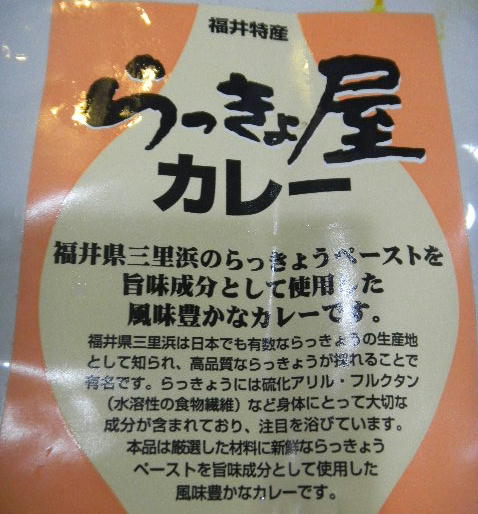 福井特産
らっきょ屋
カレー
福井県三里浜のらっきょうペーストを
旨味成分として使用した
風味豊かなカレーです。
福井県三里浜は日本でも有数ならっきょうの生産地
として知られ、高品質ならっきょうが採れることで
有名です。らっきょうには硫化アリル・フルクタン
（水溶性の食物繊維）など身体にとって大切な
成分が含まれており、注目を浴びています。
本品は厳選した材料に新鮮ならっきょう
ペーストを旨味成分として使用した
風味豊かなカレーです。